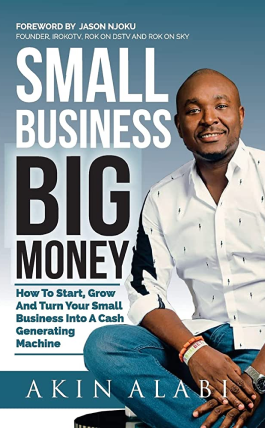 FOREWORD BY JASON NJOKU
FOUNDER, IROKOTV, ROK ON DSTV AND ROK ON SKY
SMALL
BUSINESS
BIG
MONEY
How To Start, Grow
And Turn Your Small
Business Into A Cash
Generating
Machine
AKIN ALABI